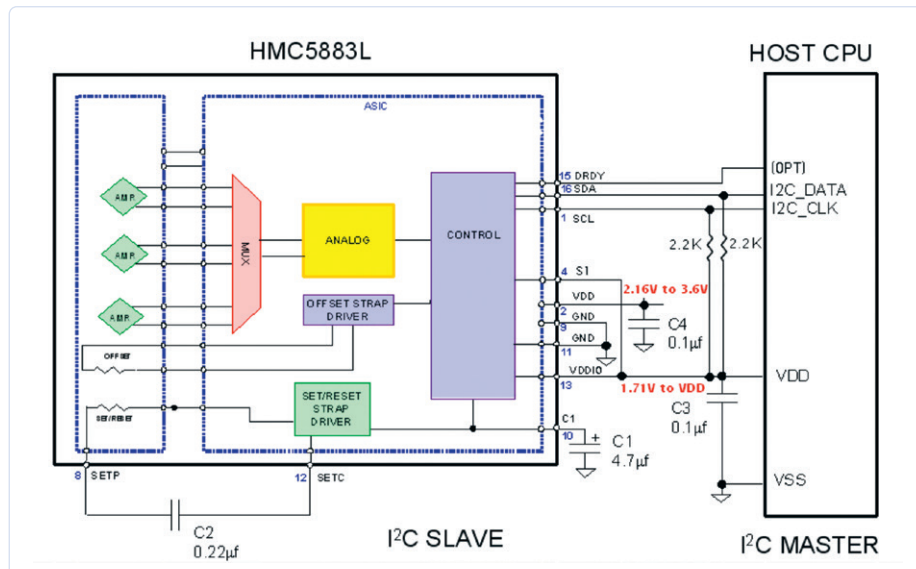 HMC5883L
HOST CPU
ASIC
AMR
AMR
AMR
MUX
ANALOG
CONTROL
OFFSET STRAP
DRIVER
OFFSET
SET/RESET
SET/RESET
STRAP
DRIVER
15 DRDY
16 SDA
1 SCL
4 S1
VDD
2
GND
9
GND
11
VDDIO
13
C1
10
8 SETP
12 SETC
(OPT)
I2C_DATA
I2C_CLK
2.2K
2.2K
2.16V to 3.6V
C4
0.1µf
1.71V to VDD
VDD
C3
0.1µf
C1
4.7µf
+
VSS
C2
0.22µf
I²C SLAVE
I²C MASTER